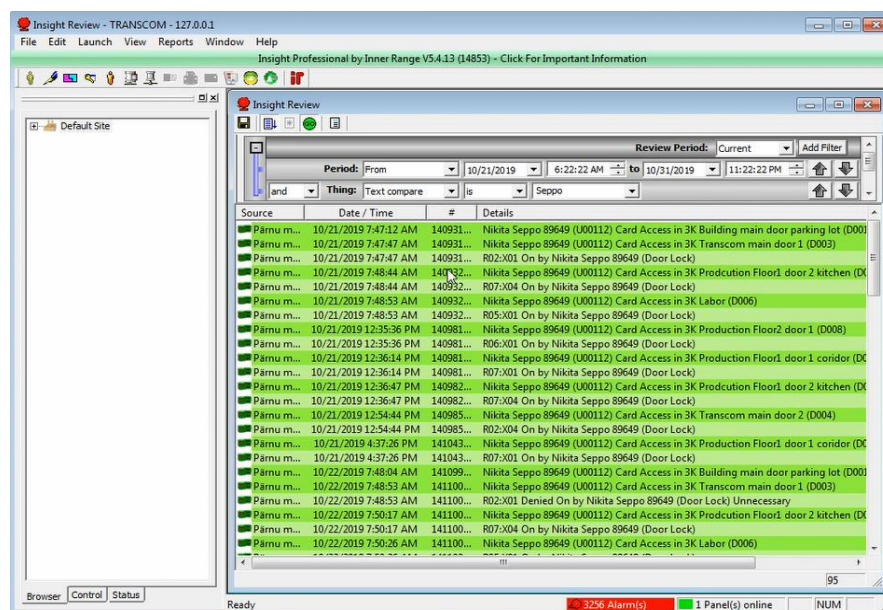 Insight Review - TRANSCOM - 127.0.0.1
File Edit Launch View Reports Window Help
Insight Professional by Inner Range V5.4.13 (14853) - Click For Important Information
Default Site
Insight Review
Review Period: Current Add Filter
Period: From 10/21/2019 6:22:22 AM to 10/31/2019 11:22:22 PM
and Thing: Text compare is Seppo
Source Date / Time # Details
Pärnu m... 10/21/2019 7:47:12 AM 140931... Nikita Seppo 89649 (U00112) Card Access in 3K Building main door parking lot (D001
Pärnu m... 10/21/2019 7:47:47 AM 140931... Nikita Seppo 89649 (U00112) Card Access in 3K Transcom main door 1 (D003)
Pärnu m... 10/21/2019 7:47:47 AM 140931... R02:X01 On by Nikita Seppo 89649 (Door Lock)
Pärnu m... 10/21/2019 7:48:44 AM 140932... Nikita Seppo 89649 (U00112) Card Access in 3K Prodcution Floor1 door 2 kitchen (D0
Pärnu m... 10/21/2019 7:48:44 AM 140932... R07:X04 On by Nikita Seppo 89649 (Door Lock)
Pärnu m... 10/21/2019 7:48:53 AM 140932... Nikita Seppo 89649 (U00112) Card Access in 3K Labor (D006)
Pärnu m... 10/21/2019 7:48:53 AM 140932... R05:X01 On by Nikita Seppo 89649 (Door Lock)
Pärnu m... 10/21/2019 12:35:36 PM 140981... Nikita Seppo 89649 (U00112) Card Access in 3K Production Floor2 door 1 (D008)
Pärnu m... 10/21/2019 12:35:36 PM 140981... R06:X01 On by Nikita Seppo 89649 (Door Lock)
Pärnu m... 10/21/2019 12:36:14 PM 140981... Nikita Seppo 89649 (U00112) Card Access in 3K Production Floor1 door 1 coridor (D0
Pärnu m... 10/21/2019 12:36:14 PM 140981... R07:X01 On by Nikita Seppo 89649 (Door Lock)
Pärnu m... 10/21/2019 12:36:47 PM 140982... Nikita Seppo 89649 (U00112) Card Access in 3K Prodcution Floor1 door 2 kitchen (D0
Pärnu m... 10/21/2019 12:36:47 PM 140982... R07:X04 On by Nikita Seppo 89649 (Door Lock)
Pärnu m... 10/21/2019 12:54:44 PM 140985... Nikita Seppo 89649 (U00112) Card Access in 3K Transcom main door 2 (D004)
Pärnu m... 10/21/2019 12:54:44 PM 140985... R02:X04 On by Nikita Seppo 89649 (Door Lock)
Pärnu m... 10/21/2019 4:37:26 PM 141043... Nikita Seppo 89649 (U00112) Card Access in 3K Production Floor1 door 1 coridor (D0
Pärnu m... 10/21/2019 4:37:26 PM 141043... R07:X01 On by Nikita Seppo 89649 (Door Lock)
Pärnu m... 10/22/2019 7:48:04 AM 141099... Nikita Seppo 89649 (U00112) Card Access in 3K Building main door parking lot (D001
Pärnu m... 10/22/2019 7:48:53 AM 141100... Nikita Seppo 89649 (U00112) Card Access in 3K Transcom main door 1 (D003)
Pärnu m... 10/22/2019 7:48:53 AM 141100... R02:X01 Denied On by Nikita Seppo 89649 (Door Lock) Unnecessary
Pärnu m... 10/22/2019 7:50:17 AM 141100... Nikita Seppo 89649 (U00112) Card Access in 3K Prodcution Floor1 door 2 kitchen (D0
Pärnu m... 10/22/2019 7:50:17 AM 141100... R07:X04 On by Nikita Seppo 89649 (Door Lock)
Pärnu m... 10/22/2019 7:50:26 AM 141100... Nikita Seppo 89649 (U00112) Card Access in 3K Labor (D006)
95
Browser Control Status
Ready 3256 Alarm(s) 1 Panel(s) online NUM